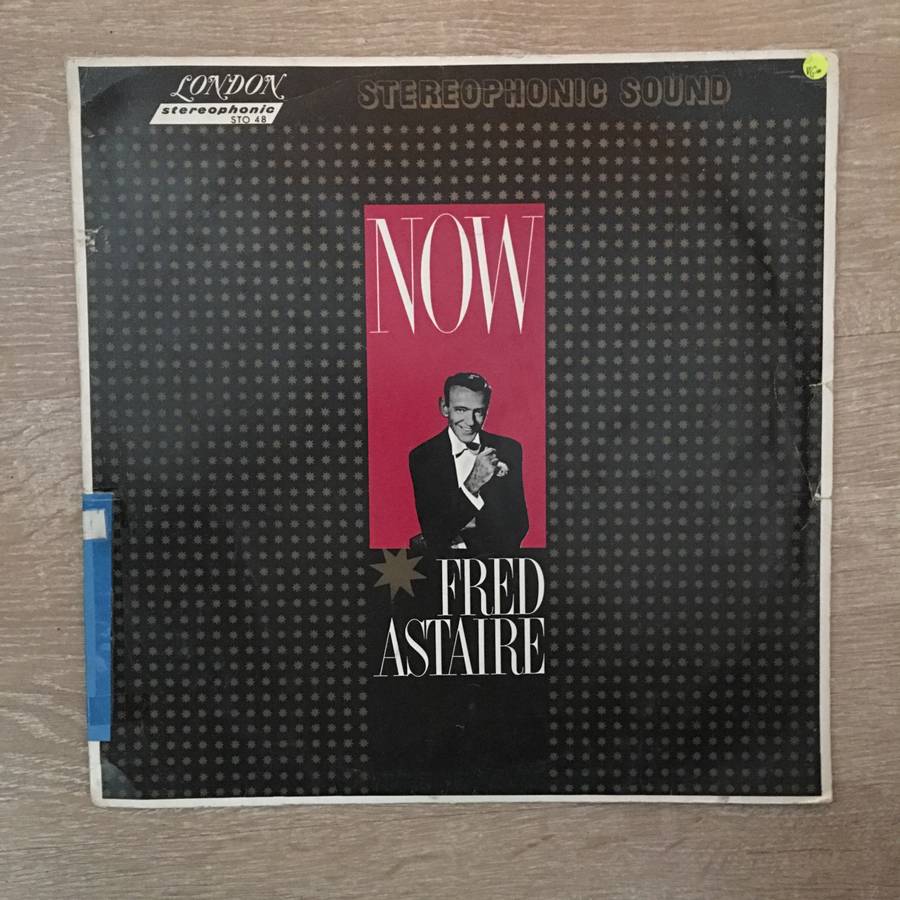 LONDON
stereophonic
STO 48
STEREOPHONIC SOUND
NOW
FRED
ASTAIRE